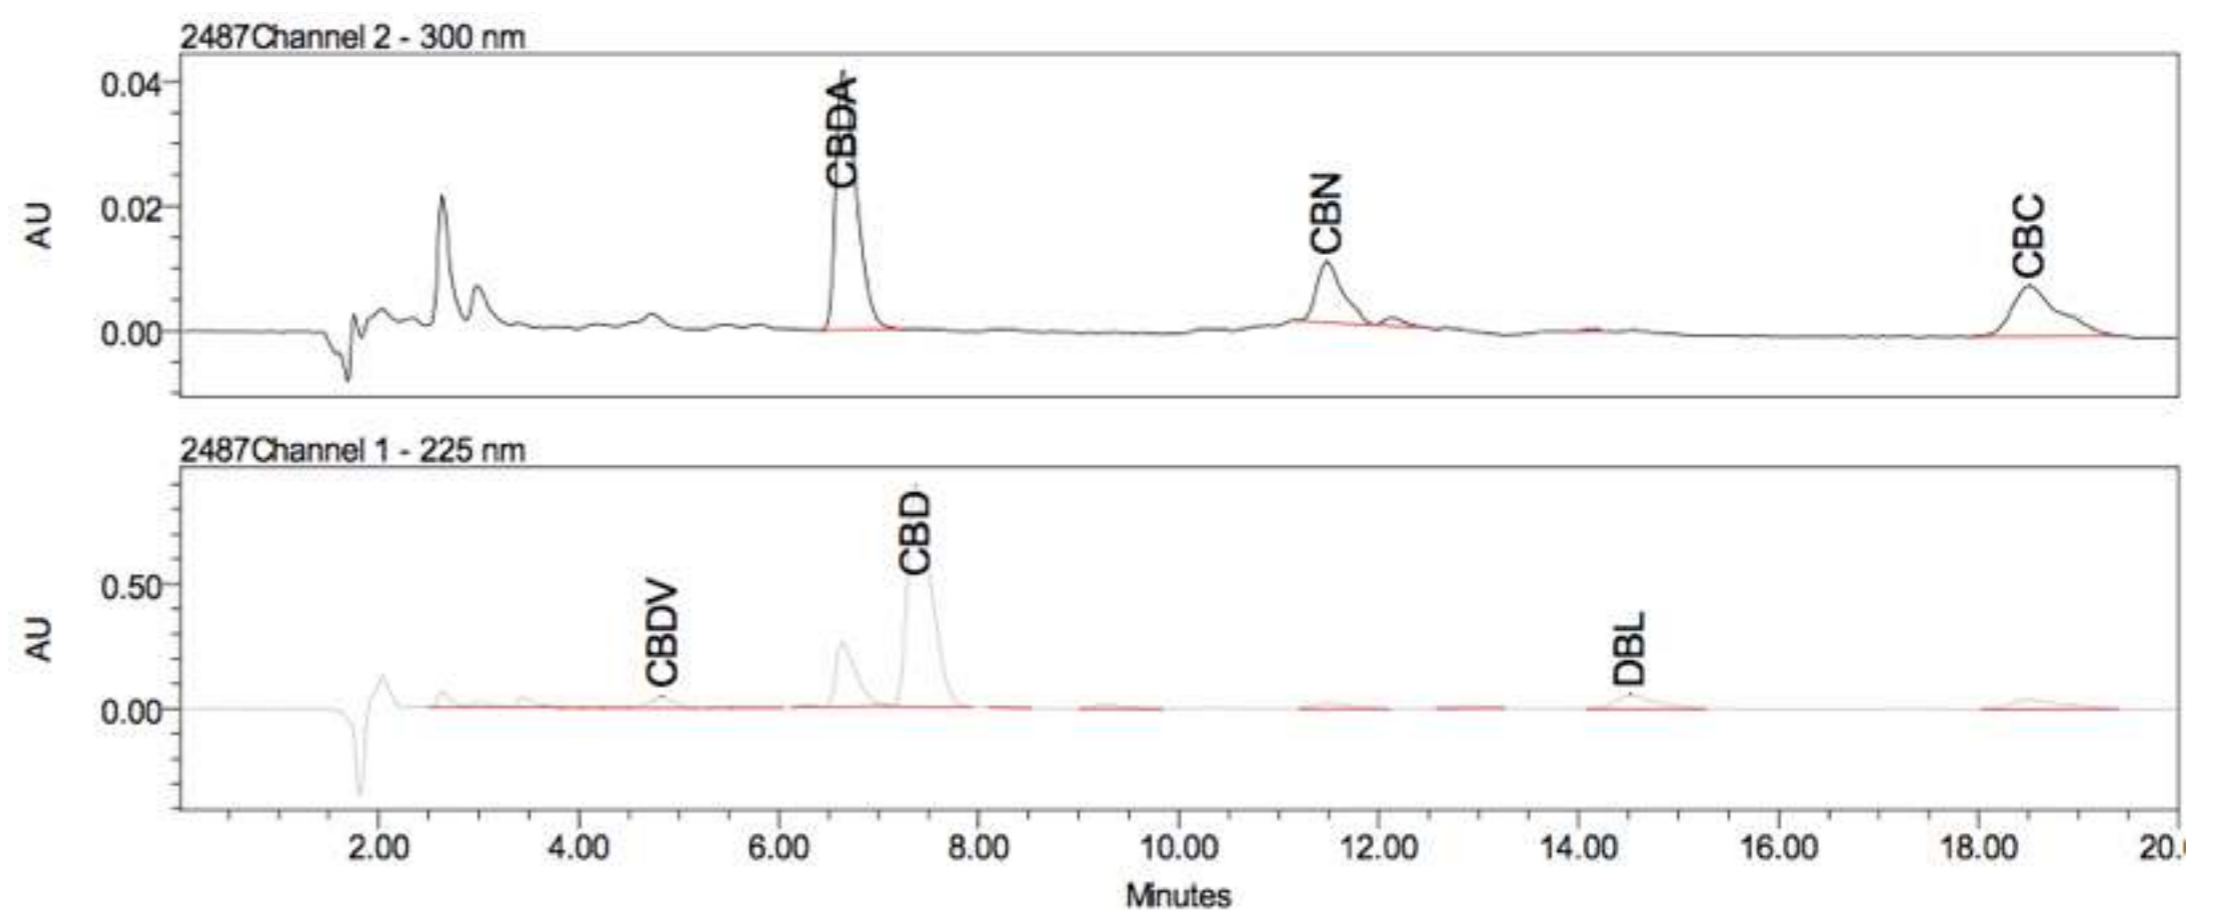 2487Channel 2 - 300 nm
0.04
0.02
0.00
AU
CBDA
CBN
CBC
2487Channel 1 - 225 nm
0.50
0.00
AU
CBDV
CBD
DBL
2.00 4.00 6.00 8.00 10.00 12.00 14.00 16.00 18.00 20.
Minutes